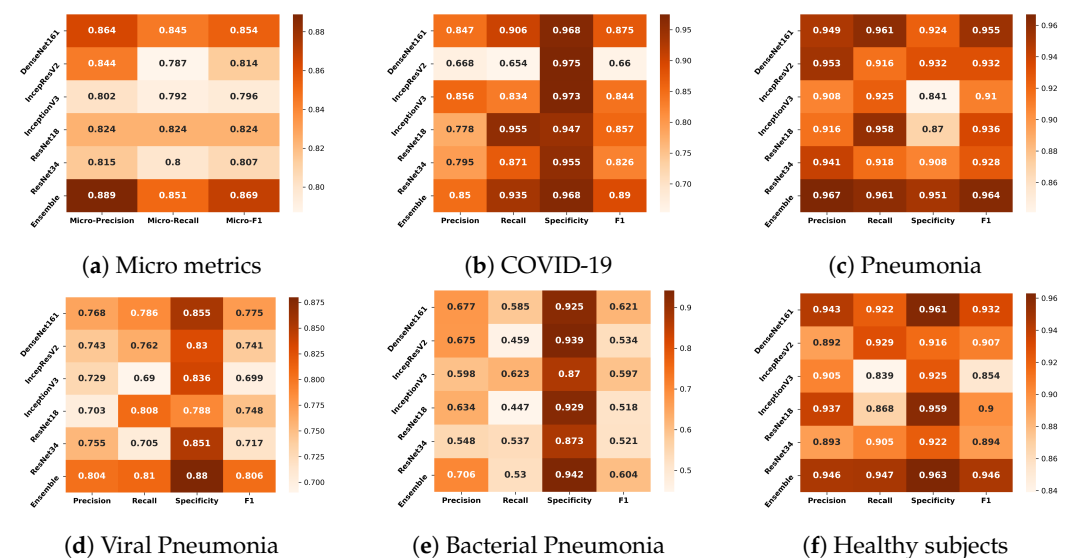 DenseNet161 0.864 0.845 0.854
IncepResV2 0.844 0.787 0.814
InceptionV3 0.802 0.792 0.796
ResNet18 0.824 0.824 0.824
ResNet34 0.815 0.8 0.807
Ensemble 0.889 0.851 0.869
Micro-Precision Micro-Recall Micro-F1
0.88
0.86
0.84
0.82
0.80
(a) Micro metrics
DenseNet161 0.847 0.906 0.968 0.875
IncepResV2 0.668 0.654 0.975 0.66
InceptionV3 0.856 0.834 0.973 0.844
ResNet18 0.778 0.955 0.947 0.857
ResNet34 0.795 0.871 0.955 0.826
Ensemble 0.85 0.935 0.968 0.89
Precision Recall Specificity F1
0.95
0.90
0.85
0.80
0.75
0.70
(b) COVID-19
DenseNet161 0.949 0.961 0.924 0.955
IncepResV2 0.953 0.916 0.932 0.932
InceptionV3 0.908 0.925 0.841 0.91
ResNet18 0.916 0.958 0.87 0.936
ResNet34 0.941 0.918 0.908 0.928
Ensemble 0.967 0.961 0.951 0.964
Precision Recall Specificity F1
0.96
0.94
0.92
0.90
0.88
0.86
(c) Pneumonia
DenseNet161 0.768 0.786 0.855 0.775
IncepResV2 0.743 0.762 0.83 0.741
InceptionV3 0.729 0.69 0.836 0.699
ResNet18 0.703 0.808 0.788 0.748
ResNet34 0.755 0.705 0.851 0.717
Ensemble 0.804 0.81 0.88 0.806
Precision Recall Specificity F1
0.875
0.850
0.825
0.800
0.775
0.750
0.725
0.700
(d) Viral Pneumonia
DenseNet161 0.677 0.585 0.925 0.621
IncepResV2 0.675 0.459 0.939 0.534
InceptionV3 0.598 0.623 0.87 0.597
ResNet18 0.634 0.447 0.929 0.518
ResNet34 0.548 0.537 0.873 0.521
Ensemble 0.706 0.53 0.942 0.604
Precision Recall Specificity F1
0.9
0.8
0.7
0.6
0.5
(e) Bacterial Pneumonia
DenseNet161 0.943 0.922 0.961 0.932
IncepResV2 0.892 0.929 0.916 0.907
InceptionV3 0.905 0.839 0.925 0.854
ResNet18 0.937 0.868 0.959 0.9
ResNet34 0.893 0.905 0.922 0.894
Ensemble 0.946 0.947 0.963 0.946
Precision Recall Specificity F1
0.96
0.94
0.92
0.90
0.88
0.86
0.84
(f) Healthy subjects